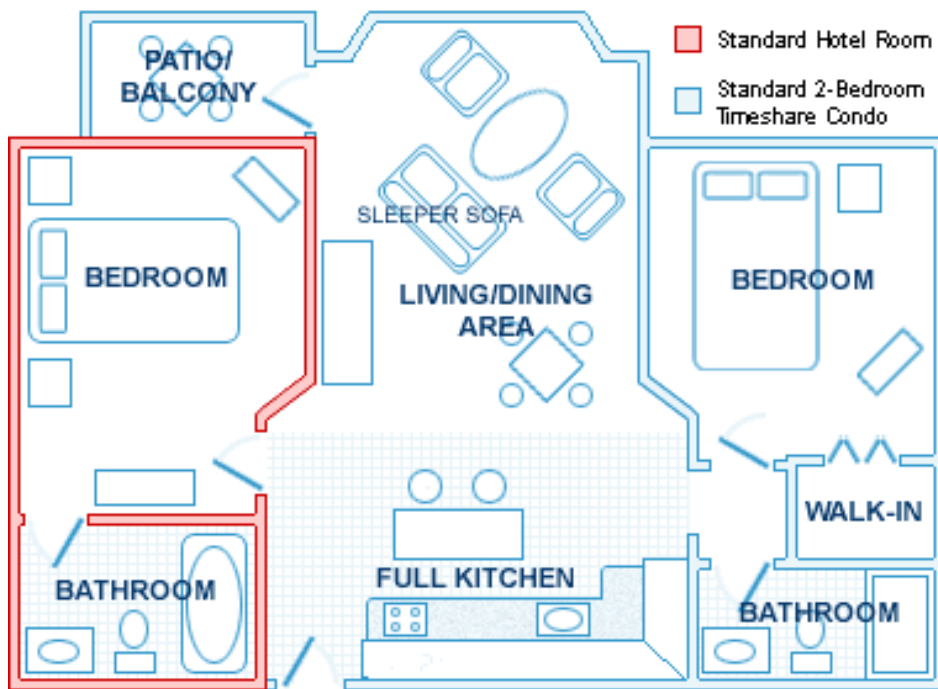 PATIO/
BALCONY
Standard Hotel Room
Standard 2-Bedroom
Timeshare Condo
SLEEPER SOFA
BEDROOM
LIVING/DINING
AREA
BEDROOM
WALK-IN
BATHROOM
FULL KITCHEN
BATHROOM